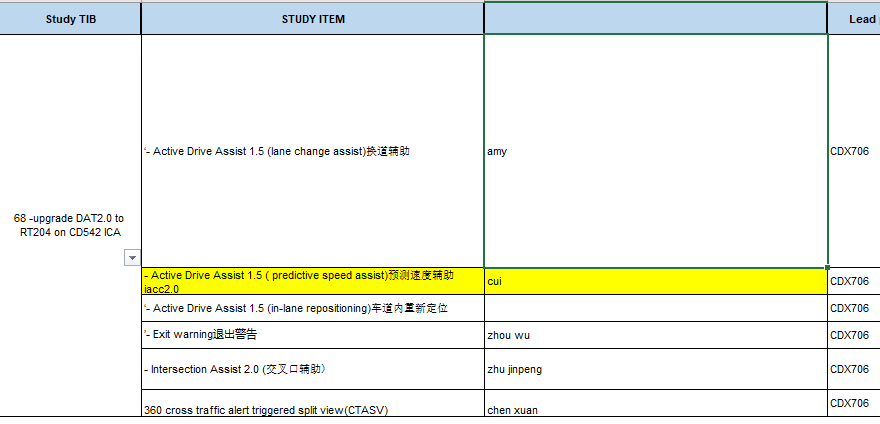 Study TIB
STUDY ITEM
Lead
68 -upgrade DAT2.0 to
RT204 on CD542 ICA
'- Active Drive Assist 1.5 (lane change assist)换道辅助
amy
CDX706
- Active Drive Assist 1.5 ( predictive speed assist)预测速度辅助
iacc2.0
cui
CDX706
'- Active Drive Assist 1.5 (in-lane repositioning)车道内重新定位
CDX706
'- Exit warning退出警告
zhou wu
CDX706
- Intersection Assist 2.0 (交叉口辅助）
zhu jinpeng
CDX706
360 cross traffic alert triggered split view(CTASV)
chen xuan
CDX706